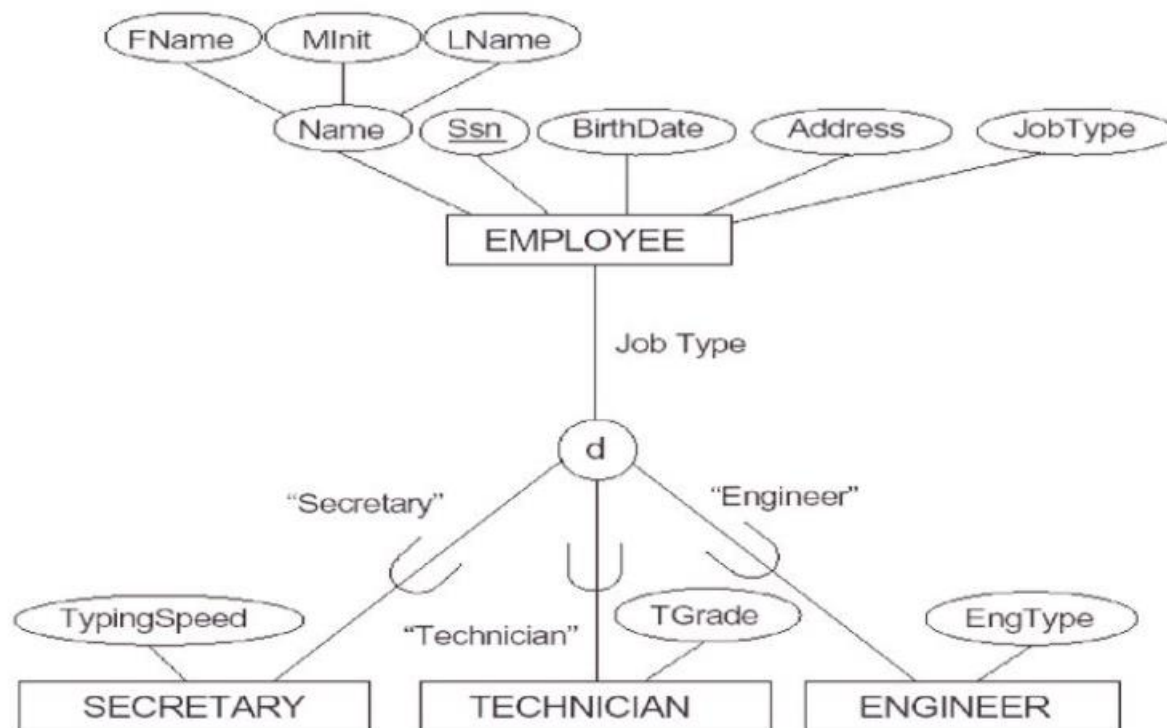 FName MInit LName
Name Ssn BirthDate Address JobType
EMPLOYEE
Job Type
d
"Secretary" "Engineer"
TypingSpeed "Technician" TGrade EngType
SECRETARY TECHNICIAN ENGINEER